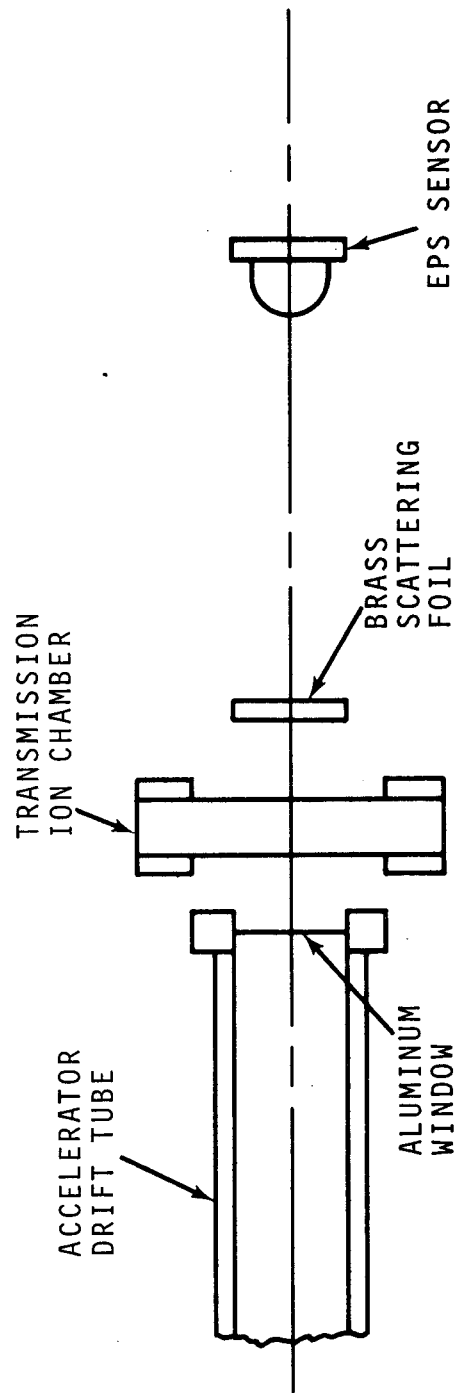 ACCELERATOR
DRIFT TUBE
TRANSMISSION
ION CHAMBER
ALUMINUM
WINDOW
BRASS
SCATTERING
FOIL
EPS SENSOR